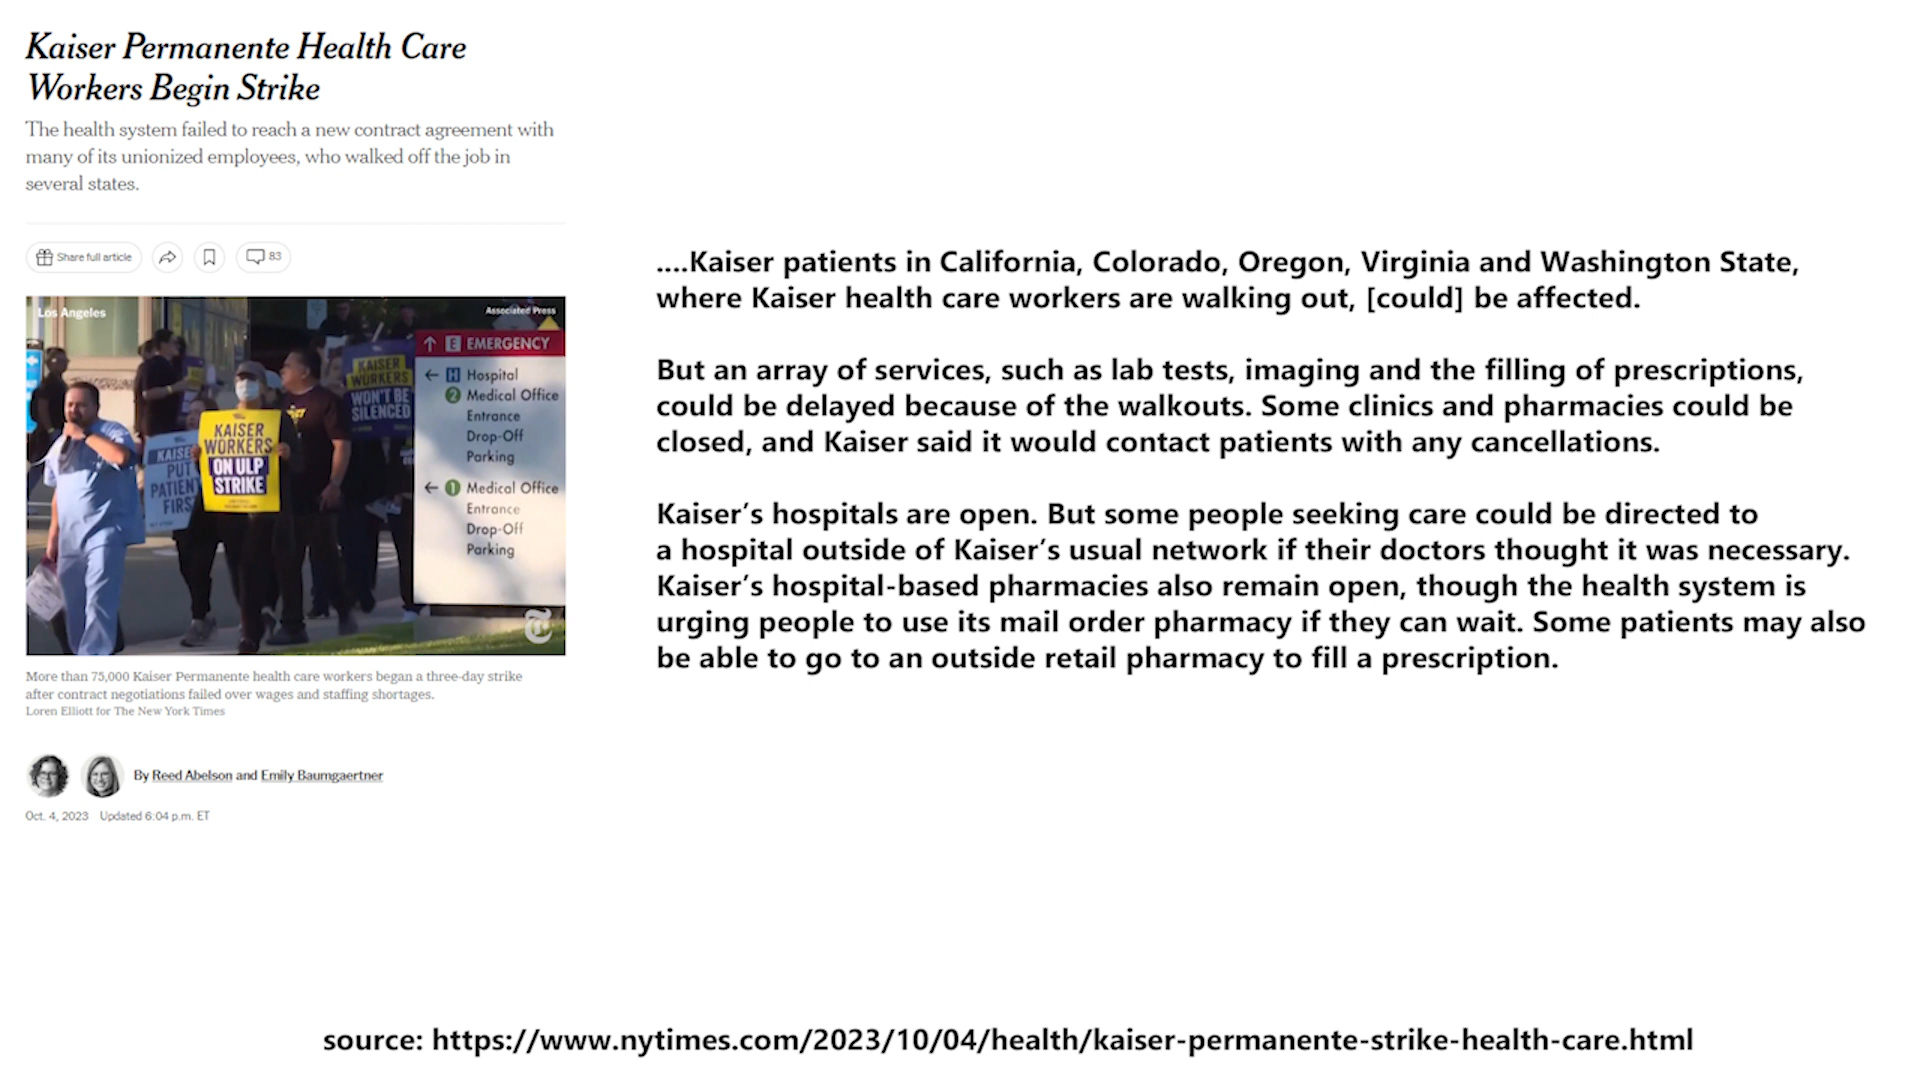 Kaiser Permanente Health Care
Workers Begin Strike
The health system failed to reach a new contract agreement with
many of its unionized employees, who walked off the job in
several states.
Share full article
83
Los Angeles
Associated Press
EMERGENCY
H Hospital
2 Medical Office
Entrance
Drop-Off
Parking
1 Medical Office
Entrance
Drop-Off
Parking
KAISER
WORKERS
WON'T BE
SILENCED
KAISER
WORKERS
ON ULP
STRIKE
PUT
More than 75,000 Kaiser Permanente health care workers began a three-day strike
after contract negotiations failed over wages and staffing shortages.
Loren Elliott for The New York Times
By Reed Abelson and Emily Baumgaertner
Oct. 4, 2023 Updated 6:04 p.m. ET
....Kaiser patients in California, Colorado, Oregon, Virginia and Washington State,
where Kaiser health care workers are walking out, [could] be affected.
But an array of services, such as lab tests, imaging and the filling of prescriptions,
could be delayed because of the walkouts. Some clinics and pharmacies could be
closed, and Kaiser said it would contact patients with any cancellations.
Kaiser’s hospitals are open. But some people seeking care could be directed to
a hospital outside of Kaiser’s usual network if their doctors thought it was necessary.
Kaiser’s hospital-based pharmacies also remain open, though the health system is
urging people to use its mail order pharmacy if they can wait. Some patients may also
be able to go to an outside retail pharmacy to fill a prescription.
source: https://www.nytimes.com/2023/10/04/health/kaiser-permanente-strike-health-care.html